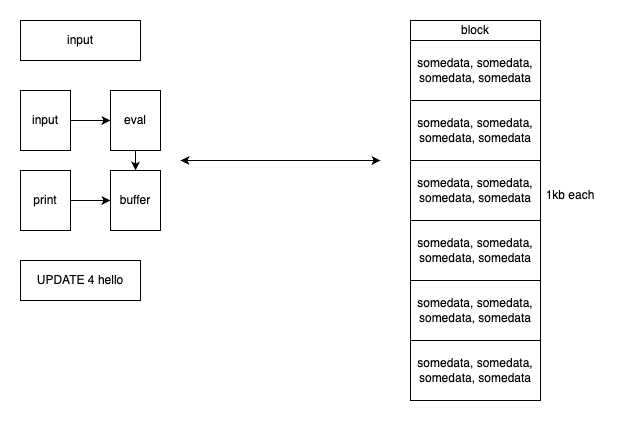 input
input
eval
print
buffer
UPDATE 4 hello
block
somedata, somedata,
somedata, somedata
somedata, somedata,
somedata, somedata
somedata, somedata,
somedata, somedata
1kb each
somedata, somedata,
somedata, somedata
somedata, somedata,
somedata, somedata
somedata, somedata,
somedata, somedata